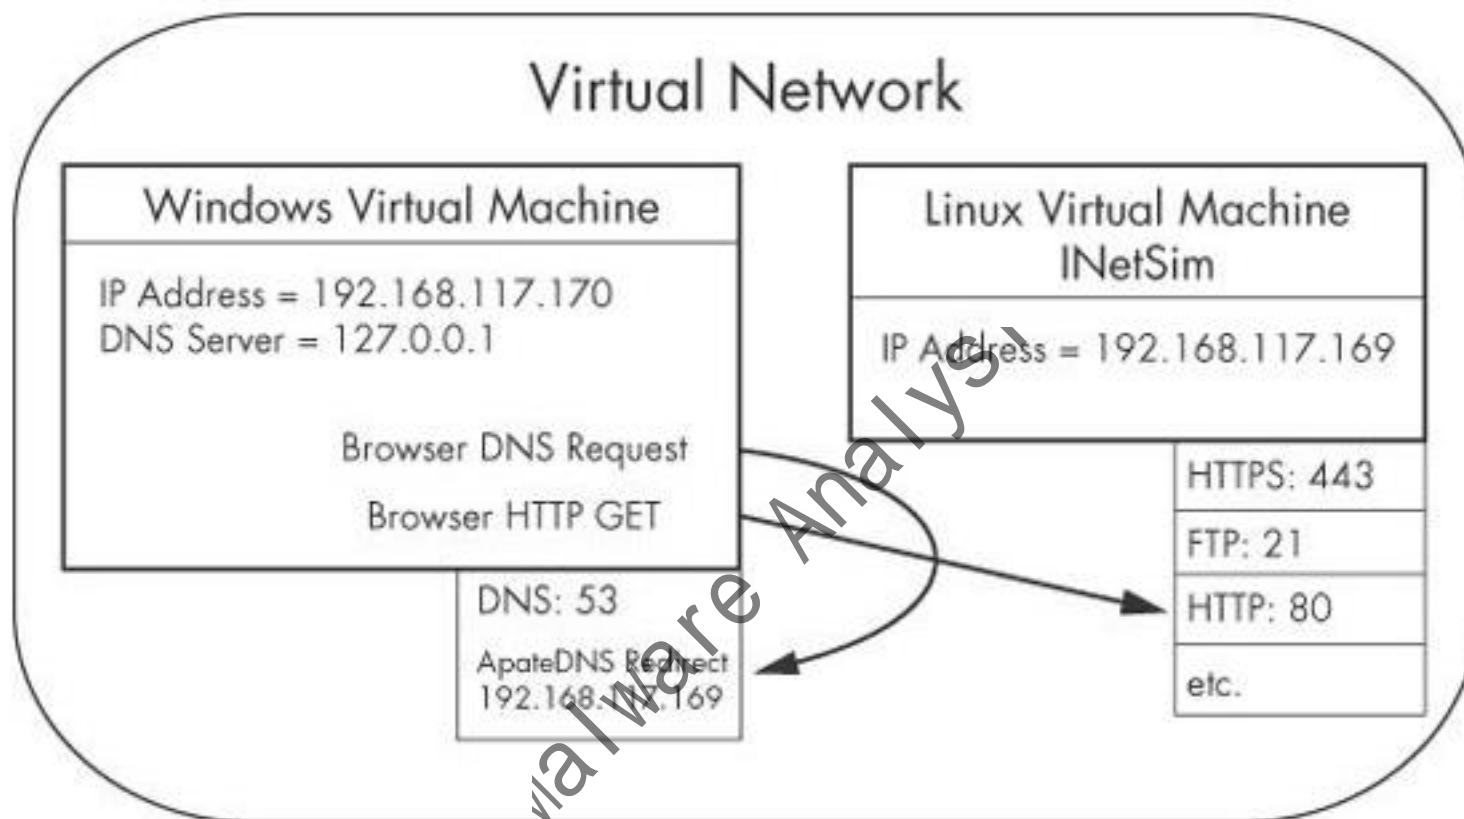 Virtual Network
Windows Virtual Machine
IP Address = 192.168.117.170
DNS Server = 127.0.0.1
Browser DNS Request
Browser HTTP GET
DNS: 53
ApateDNS Redirect
192.168.117.169
Linux Virtual Machine
INetSim
IP Address = 192.168.117.169
HTTPS: 443
FTP: 21
HTTP: 80
etc.
Malware Analysi